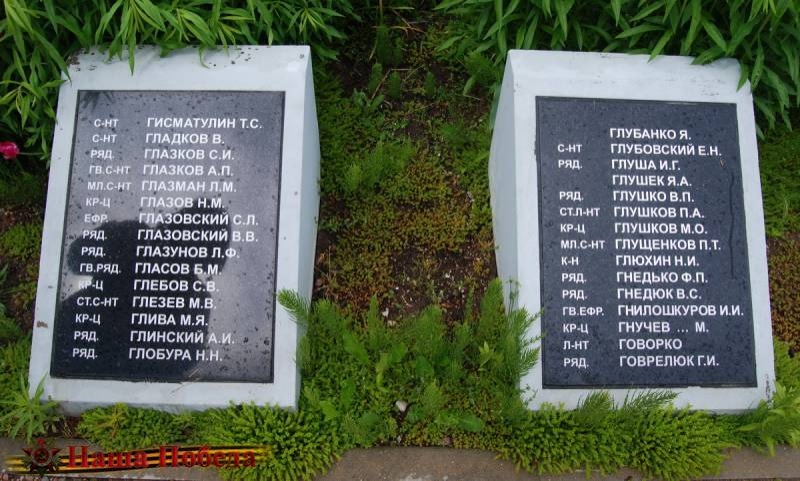 С-НТ ГИСМАТУЛИН Т.С.
С-НТ ГЛАДКОВ В.
РЯД. ГЛАЗКОВ С.И.
ГВ.С-НТ ГЛАЗКОВ А.П.
МЛ.С-НТ ГЛАЗМАН Л.М.
КР-Ц ГЛАЗОВ Н.М.
ЕФР. ГЛАЗОВСКИЙ С.Л.
РЯД. ГЛАЗОВСКИЙ В.В.
РЯД. ГЛАЗУНОВ Л.Ф.
ГВ.РЯД. ГЛАСОВ Б.М.
КР-Ц ГЛЕБОВ С.В.
СТ.С-НТ ГЛЕЗЕВ М.В.
КР-Ц ГЛИВА М.Я.
РЯД. ГЛИНСКИЙ А.И.
РЯД. ГЛОБУРА Н.Н.
ГЛУБАНКО Я.
С-НТ ГЛУБОВСКИЙ Е.Н.
РЯД. ГЛУША И.Г.
ГЛУШЕК Я.А.
РЯД. ГЛУШКО В.П.
СТ.Л-НТ ГЛУШКОВ П.А.
КР-Ц ГЛУШКОВ М.О.
МЛ.С-НТ ГЛУЩЕНКОВ П.Т.
К-Н ГЛЮХИН Н.И.
РЯД. ГНЕДЬКО Ф.П.
РЯД. ГНЕДЮК В.С.
ГВ.ЕФР. ГНИЛОШКУРОВ И.И.
КР-Ц ГНУЧЕВ ... М.
Л-НТ ГОВОРКО
РЯД. ГОВРЕЛЮК Г.И.
Наша Победа